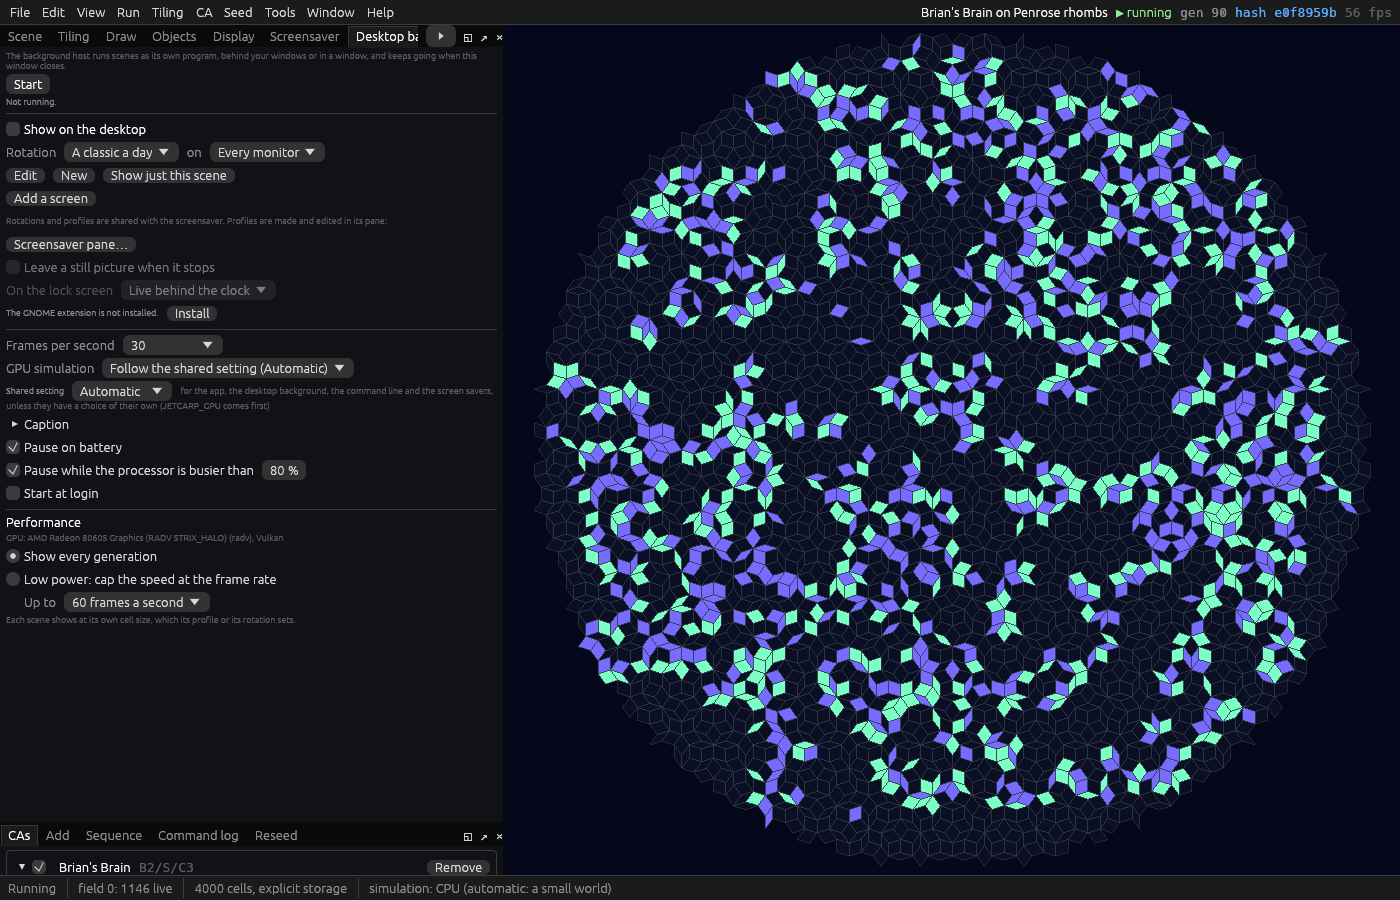 File Edit View Run Tiling CA Seed Tools Window Help
Brian's Brain on Penrose rhombs ▶ running gen 90 hash e0f8959b 56 fps
Scene Tiling Draw Objects Display Screensaver Desktop ba
The background host runs scenes as its own program, behind your windows or in a window, and keeps going when this
window closes.
Start
Not running.
Show on the desktop
Rotation A classic a day on Every monitor
Edit New Show just this scene
Add a screen
Rotations and profiles are shared with the screensaver. Profiles are made and edited in its pane:
Screensaver pane...
Leave a still picture when it stops
On the lock screen Live behind the clock
The GNOME extension is not installed. Install
Frames per second 30
GPU simulation Follow the shared setting (Automatic)
Shared setting Automatic for the app, the desktop background, the command line and the screen savers,
unless they have a choice of their own (JETCARP_GPU comes first)
Caption
Pause on battery
Pause while the processor is busier than 80 %
Start at login
Performance
GPU: AMD Radeon 8060S Graphics (RADV STRIX_HALO) (radv), Vulkan
Show every generation
Low power: cap the speed at the frame rate
Up to 60 frames a second
Each scene shows at its own cell size, which its profile or its rotation sets.
CAs Add Sequence Command log Reseed
Brian's Brain B2/S/C3 Remove
Running field 0: 1146 live 4000 cells, explicit storage simulation: CPU (automatic: a small world)